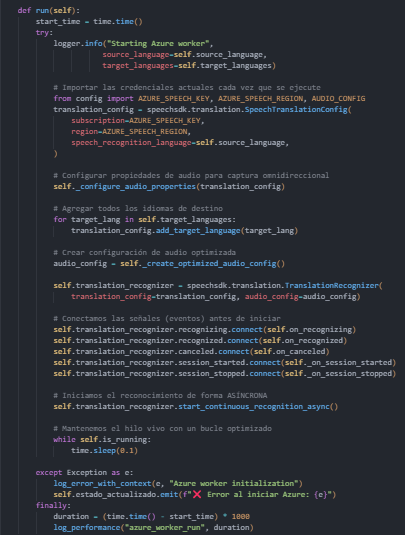 def run(self):
    start_time = time.time()
    try:
        logger.info("Starting Azure worker",
                    source_language=self.source_language,
                    target_languages=self.target_languages)

        # Importar las credenciales actuales cada vez que se ejecute
        from config import AZURE_SPEECH_KEY, AZURE_SPEECH_REGION, AUDIO_CONFIG
        translation_config = speechsdk.translation.SpeechTranslationConfig(
            subscription=AZURE_SPEECH_KEY,
            region=AZURE_SPEECH_REGION,
            speech_recognition_language=self.source_language,
        )

        # Configurar propiedades de audio para captura omnidireccional
        self._configure_audio_properties(translation_config)

        # Agregar todos los idiomas de destino
        for target_lang in self.target_languages:
            translation_config.add_target_language(target_lang)

        # Crear configuración de audio optimizada
        audio_config = self._create_optimized_audio_config()

        self.translation_recognizer = speechsdk.translation.TranslationRecognizer(
            translation_config=translation_config, audio_config=audio_config)

        # Conectamos las señales (eventos) antes de iniciar
        self.translation_recognizer.recognizing.connect(self.on_recognizing)
        self.translation_recognizer.recognized.connect(self.on_recognized)
        self.translation_recognizer.canceled.connect(self.on_canceled)
        self.translation_recognizer.session_started.connect(self._on_session_started)
        self.translation_recognizer.session_stopped.connect(self._on_session_stopped)

        # Iniciamos el reconocimiento de forma ASÍNCRONA
        self.translation_recognizer.start_continuous_recognition_async()

        # Mantenemos el hilo vivo con un bucle optimizado
        while self.is_running:
            time.sleep(0.1)

    except Exception as e:
        log_error_with_context(e, "Azure worker initialization")
        self.estado_actualizado.emit(f"❌ Error al iniciar Azure: {e}")
    finally:
        duration = (time.time() - start_time) * 1000
        log_performance("azure_worker_run", duration)